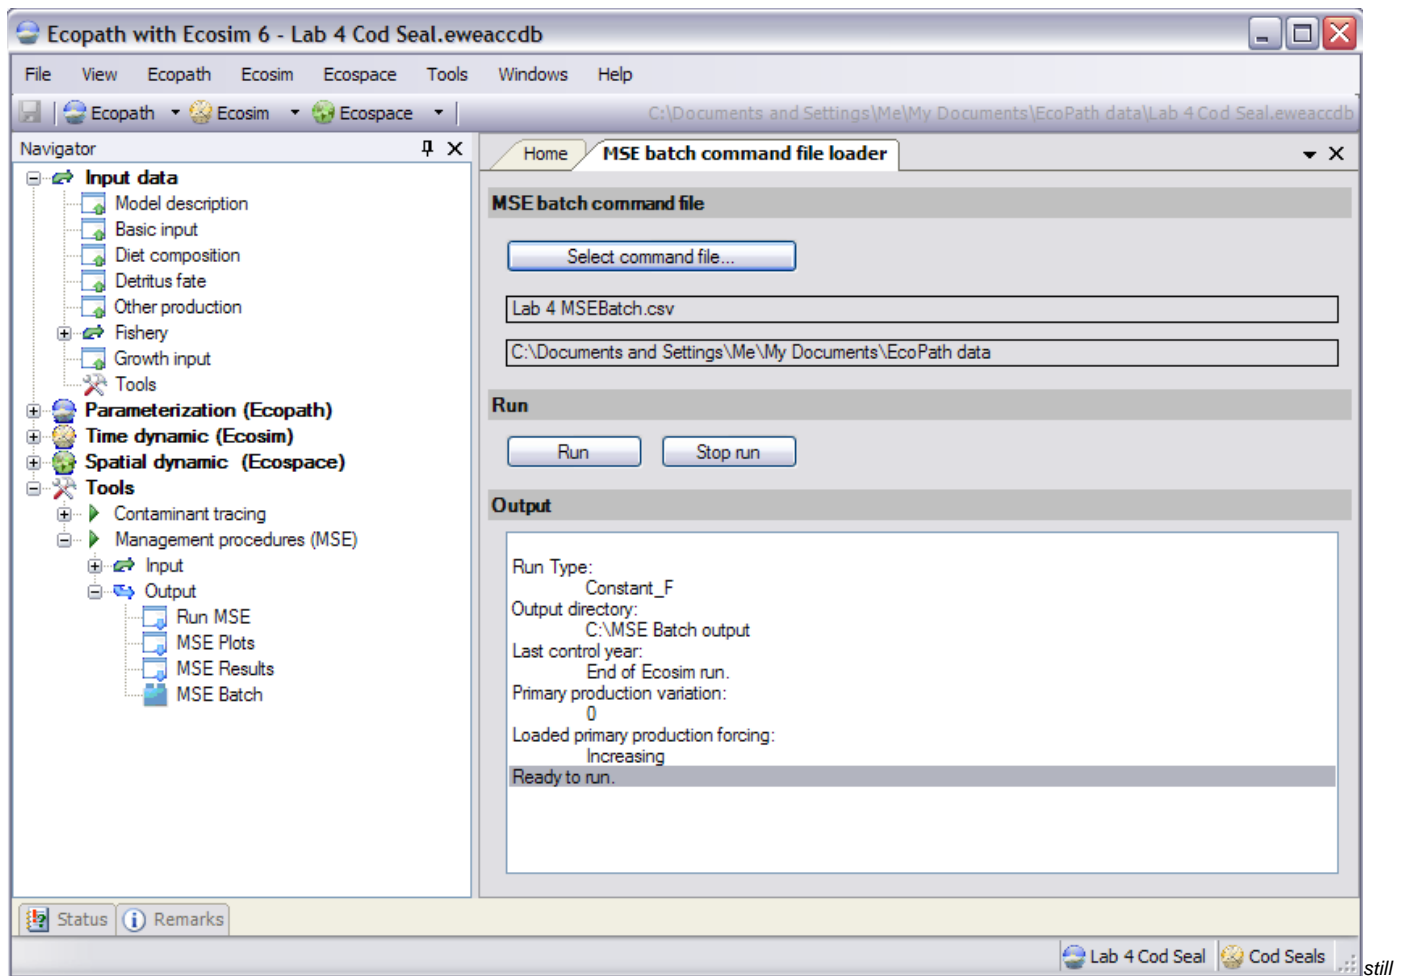 Ecopath with Ecosim 6 - Lab 4 Cod Seal.eweaccdb
File View Ecopath Ecosim Ecospace Tools Windows Help
Ecopath Ecosim Ecospace C:\Documents and Settings\Me\My Documents\EcoPath data\Lab 4 Cod Seal.eweaccdb
Navigator
Input data
Model description
Basic input
Diet composition
Detritus fate
Other production
Fishery
Growth input
Tools
Parameterization (Ecopath)
Time dynamic (Ecosim)
Spatial dynamic (Ecospace)
Tools
Contaminant tracing
Management procedures (MSE)
Input
Output
Run MSE
MSE Plots
MSE Results
MSE Batch
Home MSE batch command file loader
MSE batch command file
Select command file...
Lab 4 MSEBatch.csv
C:\Documents and Settings\Me\My Documents\EcoPath data
Run
Run Stop run
Output
Run Type:
Constant_F
Output directory:
C:\MSE Batch output
Last control year:
End of Ecosim run.
Primary production variation:
0
Loaded primary production forcing:
Increasing
Ready to run.
Status Remarks
Lab 4 Cod Seal Cod Seals
still